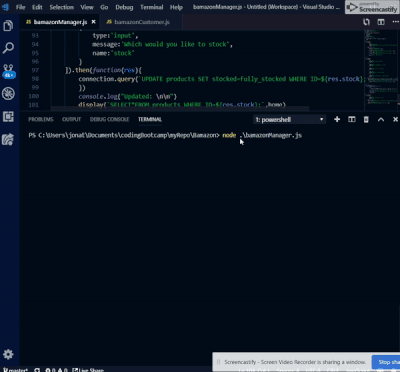 File Edit Selection View Go Debug Terminal Help bamazonManager.js - Untitled (Workspace) - Visual Studio
SCREENCASTIFY
bamazonManager.js bamazonCustomer.js
93 type:"input",
94 message:"Which would you like to stock",
95 name:"stock"
96 }
97 ]).then(function(res){
98 connection.query(`UPDATE products SET stocked=fully_stocked WHERE ID=${res.stock}
99 })
100 console.log("Updated: \n\n")
101 display(`SELECT*FROM products WHERE ID=${res.stock};`,home)
PROBLEMS OUTPUT DEBUG CONSOLE TERMINAL 1: powershell
PS C:\Users\jonat\Documents\codingBootcamp\myRepo\Bamazon> node .\bamazonManager.js
Screencastify - Screen Video Recorder is sharing a window. Stop sha
master* 0 0 Live Share